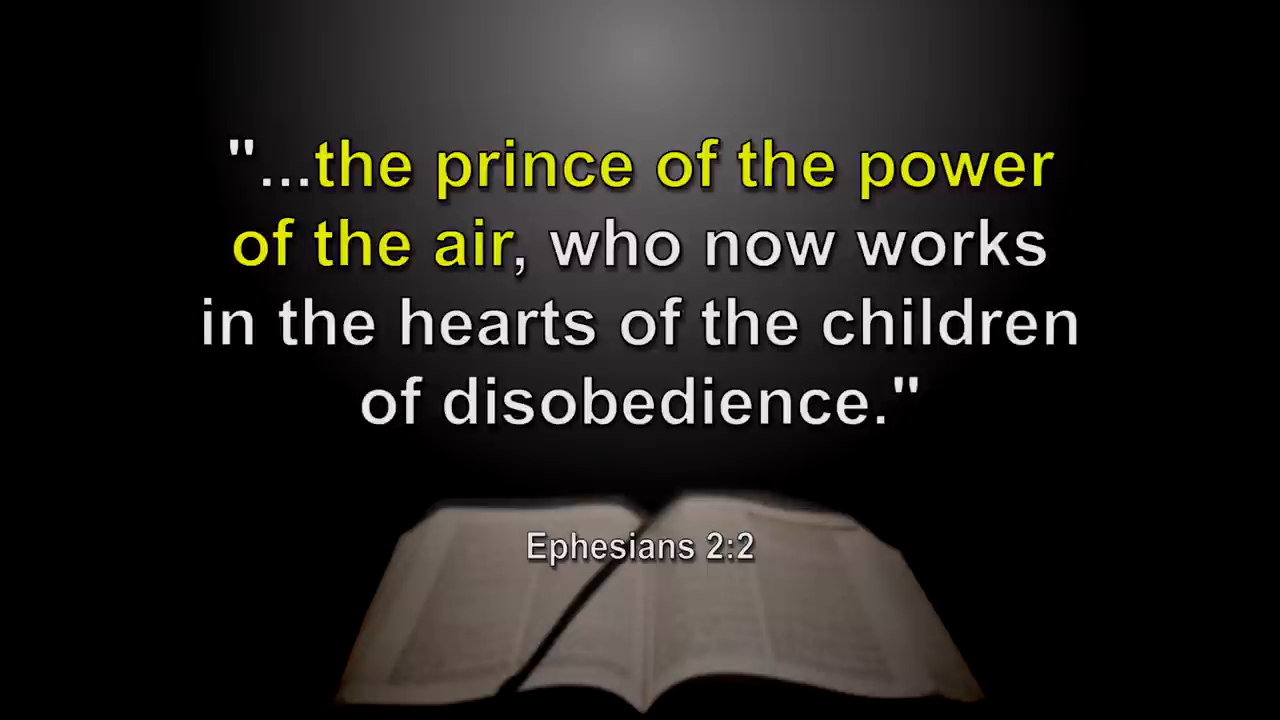 "...the prince of the power
of the air, who now works
in the hearts of the children
of disobedience."
Ephesians 2:2